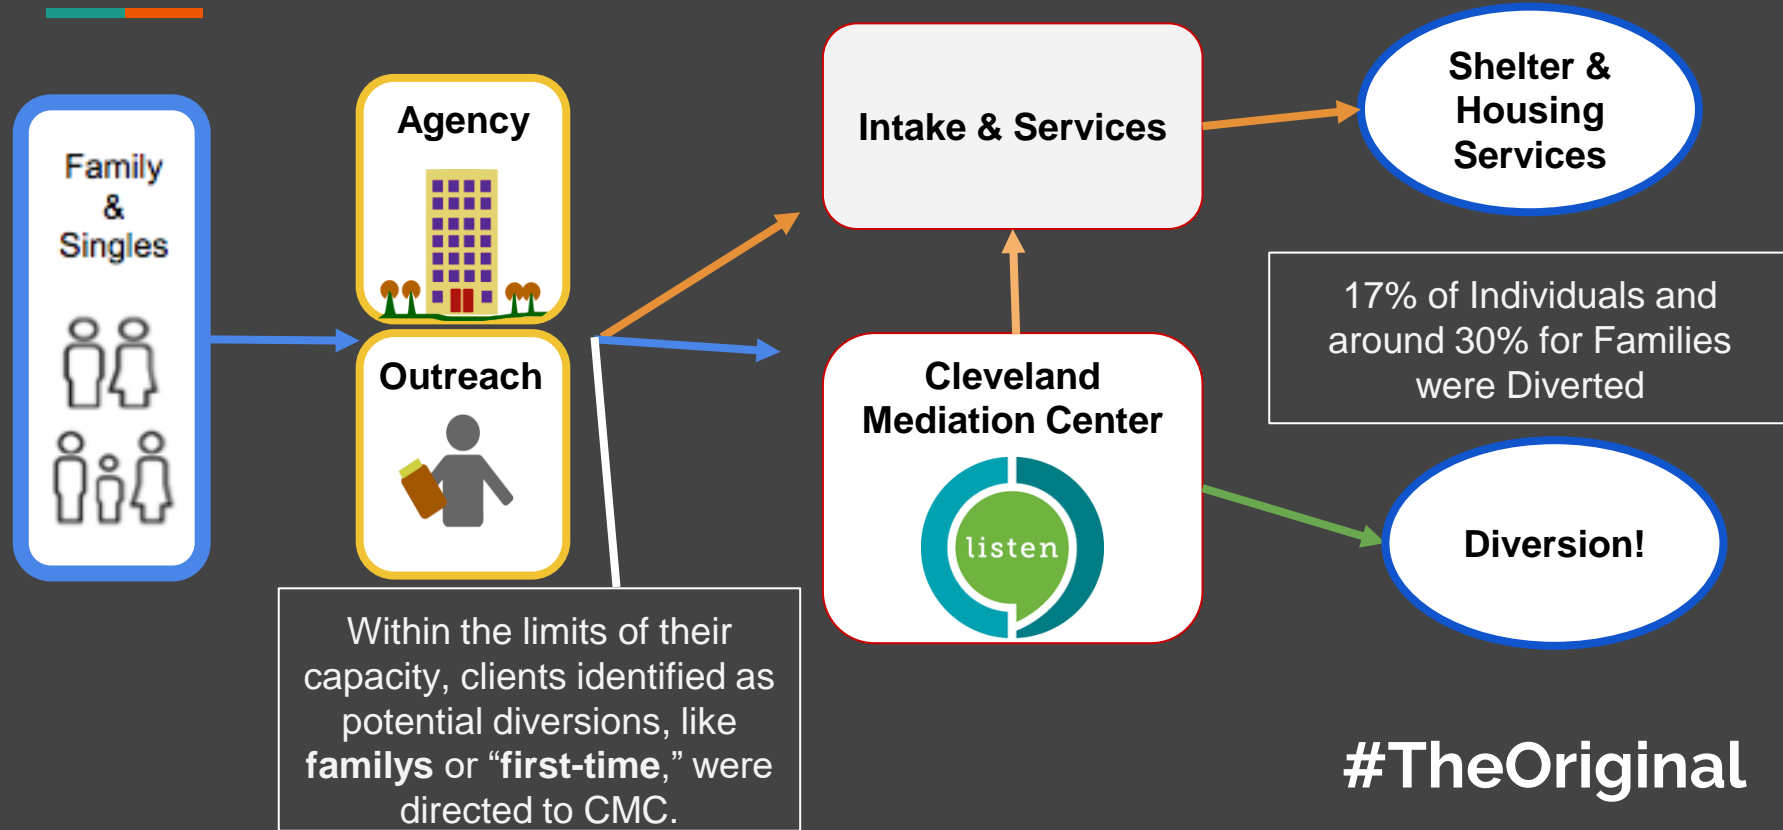 Family
&
Singles
Agency
Outreach
Within the limits of their
capacity, clients identified as
potential diversions, like
familys or “first-time,” were
directed to CMC.
Intake & Services
Cleveland
Mediation Center
listen
Shelter &
Housing
Services
17% of Individuals and
around 30% for Families
were Diverted
Diversion!
#TheOriginal